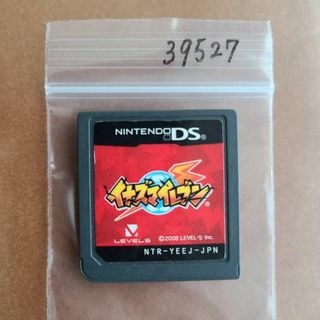 39527
NINTENDO DS
イナズマイレブン
LEVEL5
©2008 LEVEL-5 Inc.
NTR-YEEJ-JPN